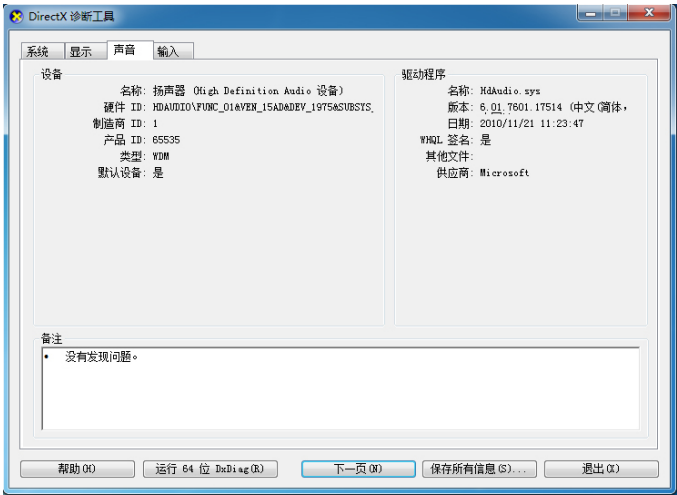 DirectX 诊断工具
系统 显示 声音 输入
设备
名称: 扬声器 (High Definition Audio 设备)
硬件 ID: HDAUDIO\FUNC_01&VEN_15AD&DEV_1975&SUBSYS_
制造商 ID: 1
产品 ID: 65535
类型: WDM
默认设备: 是
驱动程序
名称: HdAudio.sys
版本: 6.01.7601.17514 (中文(简体,
日期: 2010/11/21 11:23:47
WHQL 签名: 是
其他文件:
供应商: Microsoft
备注
• 没有发现问题。
帮助(H) 运行 64 位 DxDiag(R) 下一页(N) 保存所有信息(S)... 退出(X)